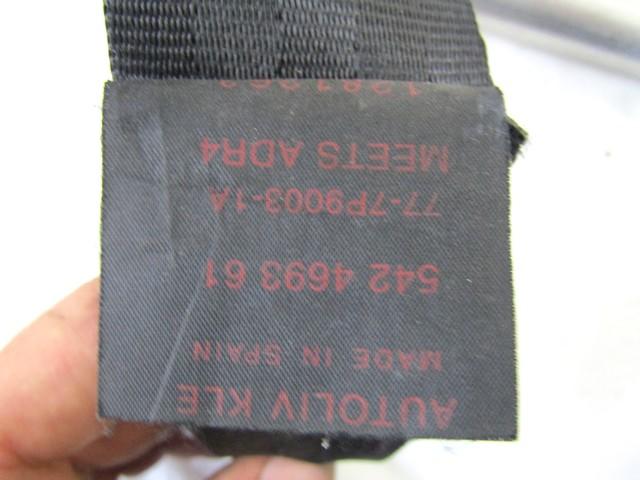 AUTOLIV KLE
MADE IN SPAIN
542 4693 61
77-7P9003-1A
MEETS ADR4